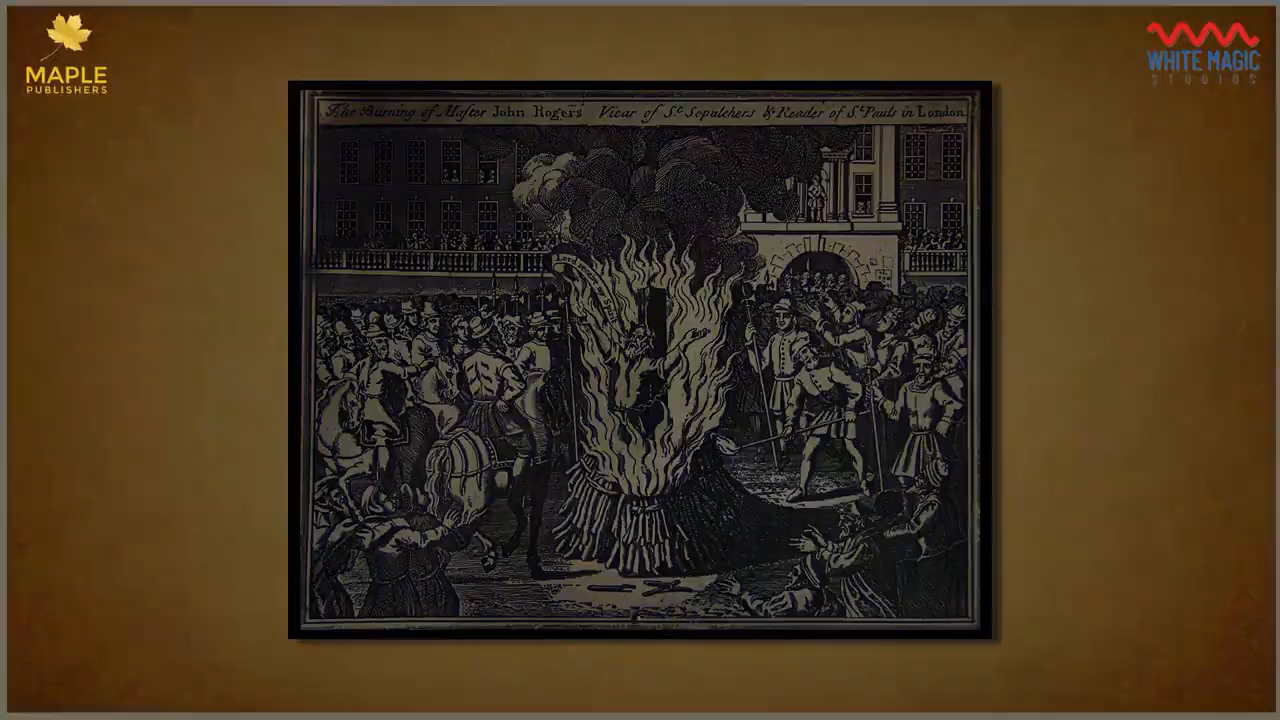 MAPLE
PUBLISHERS
WHITE MAGIC
STUDIOS
The Burning of Master John Rogers Vicar of St Sepulchers & Reader of St Pauls in London
Lord